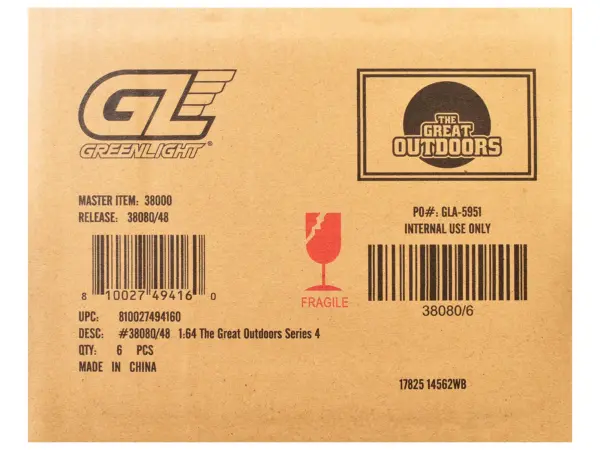 GL
GREENLIGHT®
THE
GREAT
OUTDOORS
MASTER ITEM: 38000
RELEASE: 38080/48
PO#: GLA-5951
INTERNAL USE ONLY
8 10027 49416 0
38080/6
FRAGILE
UPC: 810027494160
DESC: #38080/48 1:64 The Great Outdoors Series 4
QTY: 6 PCS
MADE IN CHINA
17825 14562WB